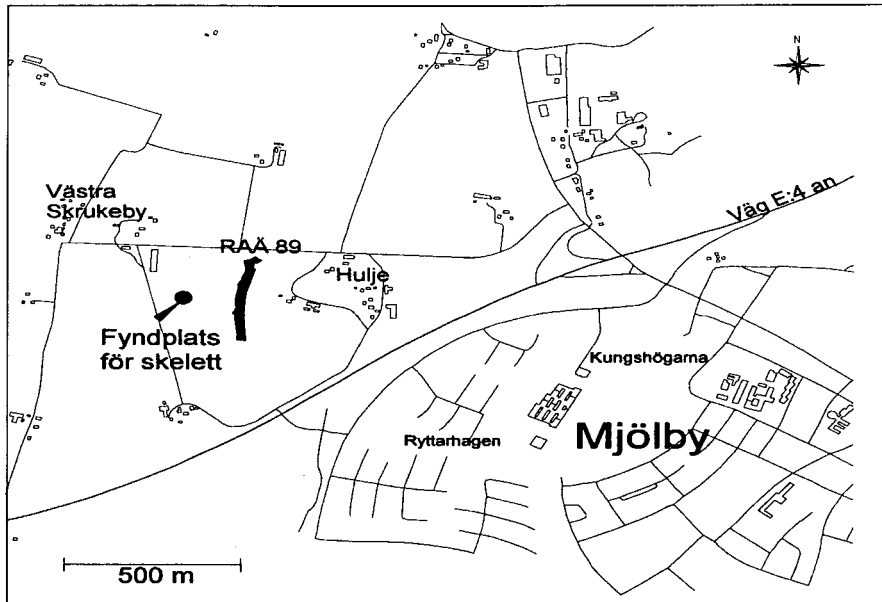 N
Västra
Skrukeby
Väg E:4 an
RAÄ 89
Hulje
Fyndplats
för skelett
Kungshögarna
Ryttarhagen
Mjölby
500 m